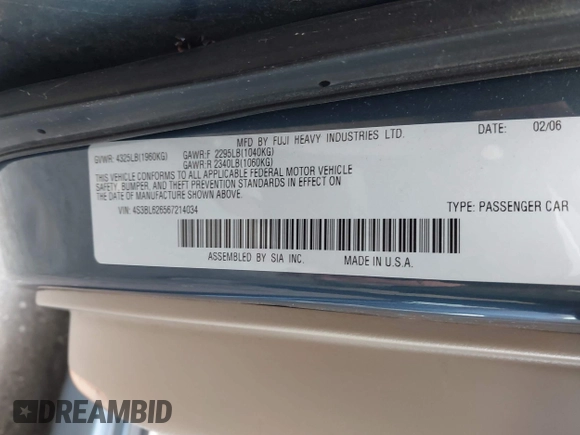 MFD BY FUJI HEAVY INDUSTRIES LTD. DATE: 02/06
GVWR: 4325LB(1960KG) GAWR:F 2295LB(1040KG)
GAWR:R 2340LB(1060KG)
THIS VEHICLE CONFORMS TO ALL APPLICABLE FEDERAL MOTOR VEHICLE
SAFETY, BUMPER, AND THEFT PREVENTION STANDARDS IN EFFECT ON
THE DATE OF MANUFACTURE SHOWN ABOVE.
VIN: 4S3BL626567214034 TYPE: PASSENGER CAR
ASSEMBLED BY SIA INC. MADE IN U.S.A.
DREAMBID